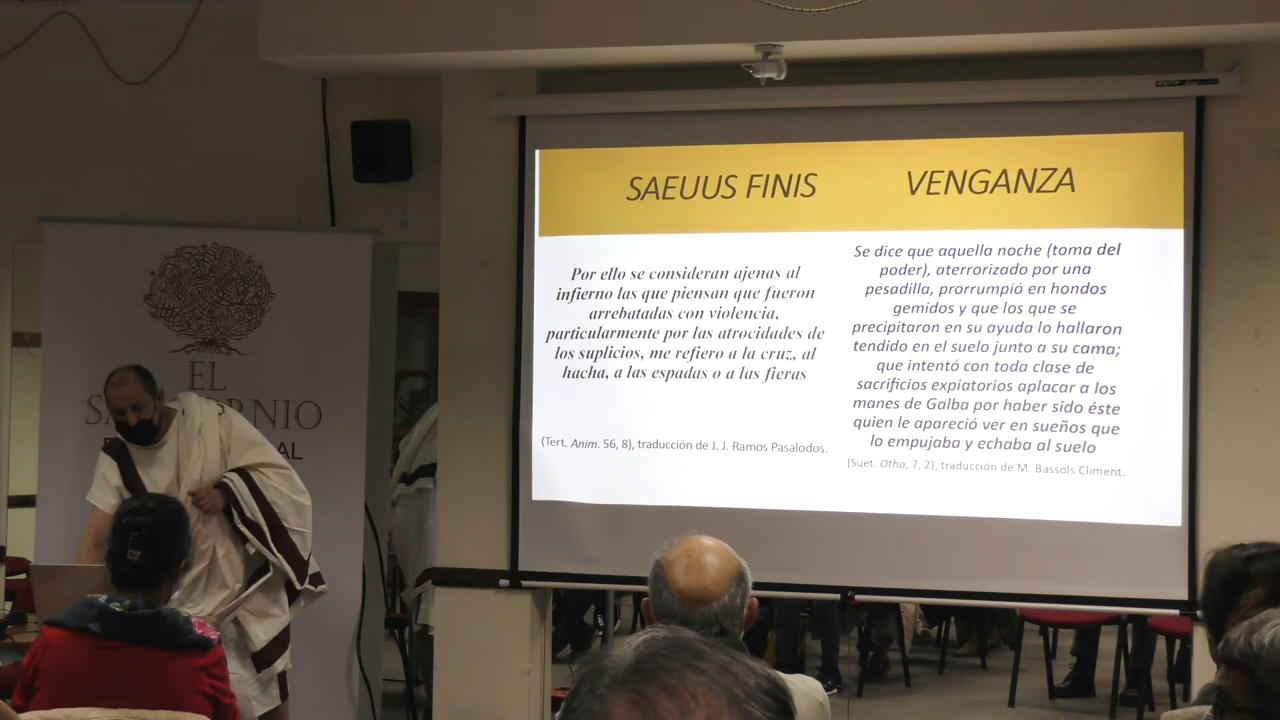 SAEUUS FINIS
VENGANZA
Por ello se consideran ajenas al
infierno las que piensan que fueron
arrebatadas con violencia,
particularmente por las atrocidades de
los suplicios, me refiero a la cruz, al
hacha, a las espadas o a las fieras
(Tert. Anim. 56, 8), traducción de J. J. Ramos Pasalodos.
Se dice que aquella noche (toma del
poder), aterrorizado por una
pesadilla, prorrumpió en hondos
gemidos y que los que se
precipitaron en su ayuda lo hallaron
tendido en el suelo junto a su cama;
que intentó con toda clase de
sacrificios expiatorios aplacar a los
manes de Galba por haber sido éste
quien le apareció ver en sueños que
lo empujaba y echaba al suelo
(Suet. Otho, 7, 2), traducción de M. Bassols Climent.
EL